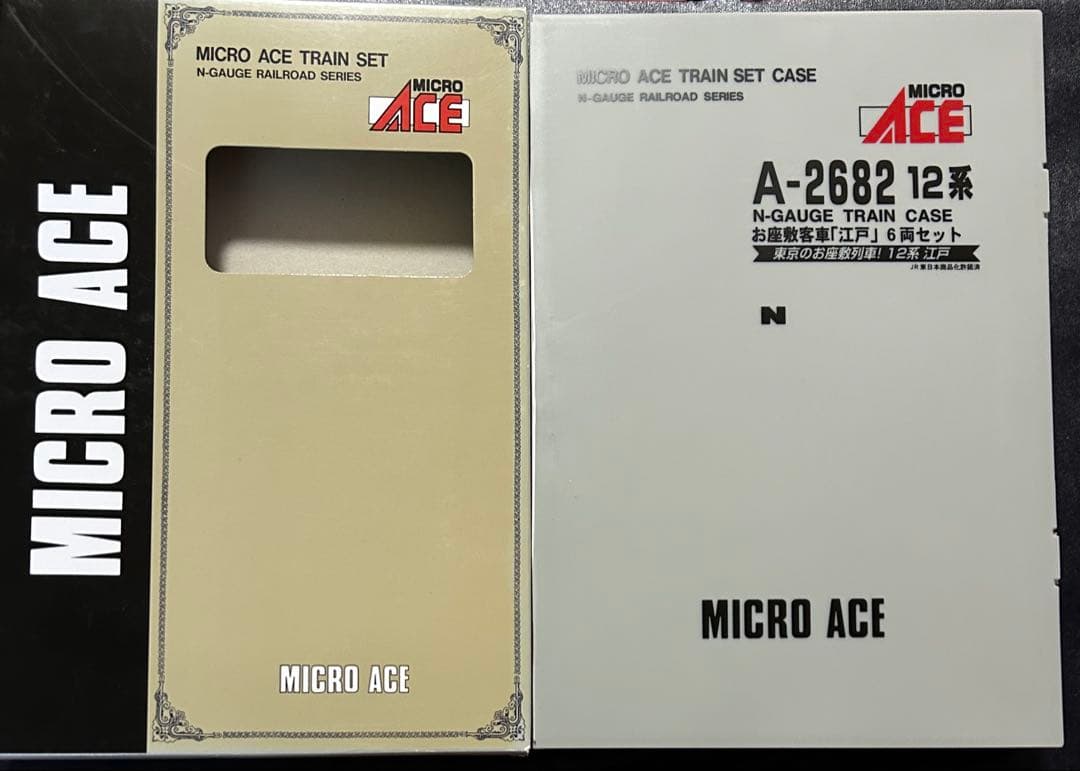 MICRO ACE
MICRO ACE TRAIN SET
N-GAUGE RAILROAD SERIES
MICRO
ACE
MICRO ACE
MICRO ACE TRAIN SET CASE
N-GAUGE RAILROAD SERIES
MICRO
ACE
A-2682 12系
N-GAUGE TRAIN CASE
お座敷客車「江戸」6両セット
東京のお座敷列車！12系 江戸
JR東日本商品化許諾済
N
MICRO ACE